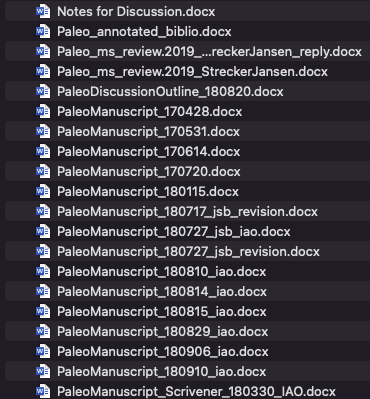 Notes for Discussion.docx
Paleo_annotated_biblio.docx
Paleo_ms_review.2019_...reckerJansen_reply.docx
Paleo_ms_review.2019_StreckerJansen.docx
PaleoDiscussionOutline_180820.docx
PaleoManuscript_170428.docx
PaleoManuscript_170531.docx
PaleoManuscript_170614.docx
PaleoManuscript_170720.docx
PaleoManuscript_180115.docx
PaleoManuscript_180717_jsb_revision.docx
PaleoManuscript_180727_jsb_iao.docx
PaleoManuscript_180727_jsb_revision.docx
PaleoManuscript_180810_iao.docx
PaleoManuscript_180814_iao.docx
PaleoManuscript_180815_iao.docx
PaleoManuscript_180829_iao.docx
PaleoManuscript_180906_iao.docx
PaleoManuscript_180910_iao.docx
PaleoManuscript_Scrivener_180330_IAO.docx